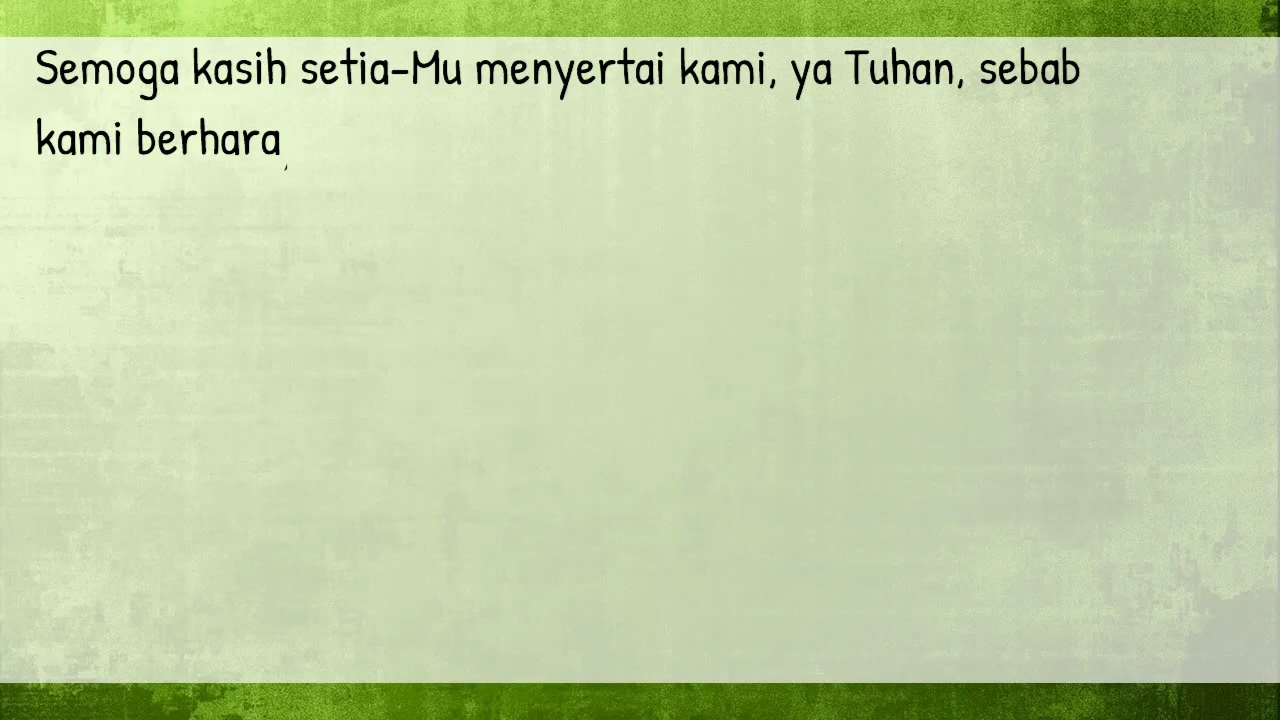 Semoga kasih setia-Mu menyertai kami, ya Tuhan, sebab
kami berhara